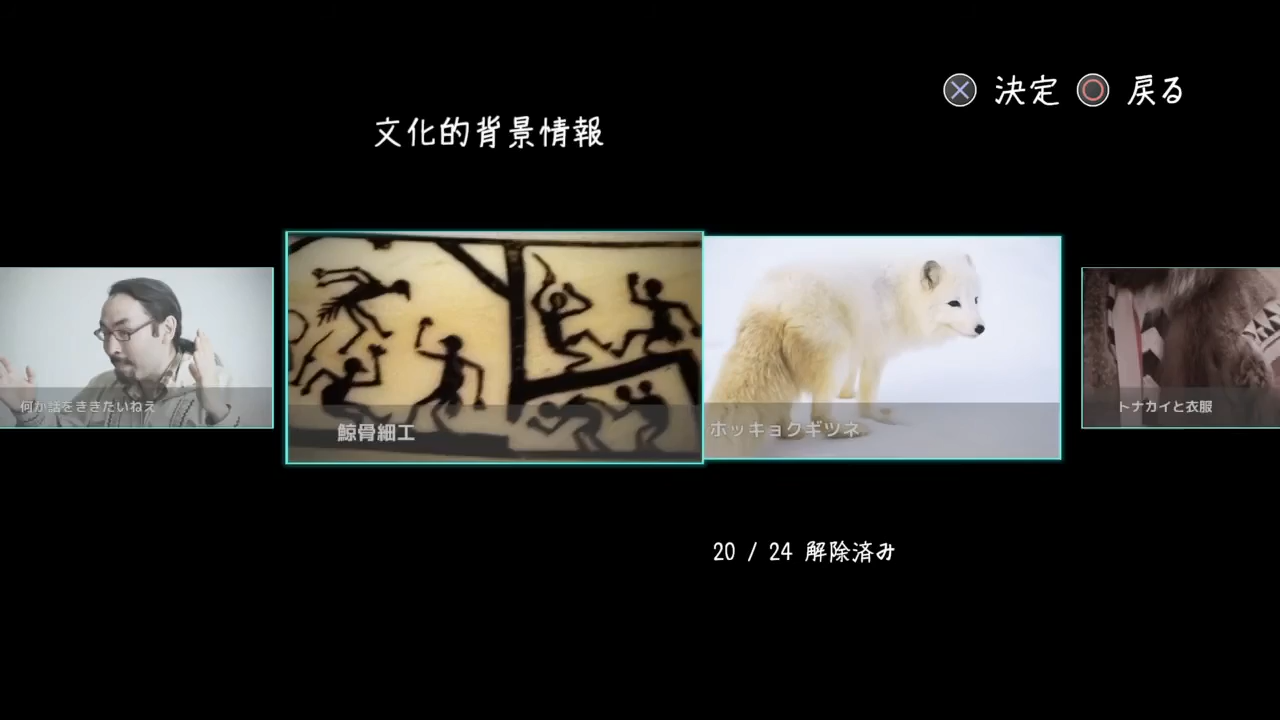 決定 戻る
文化的背景情報
何か話をききたいねえ
鯨骨細工
ホッキョクギツネ
トナカイと衣服
20 / 24 解除済み